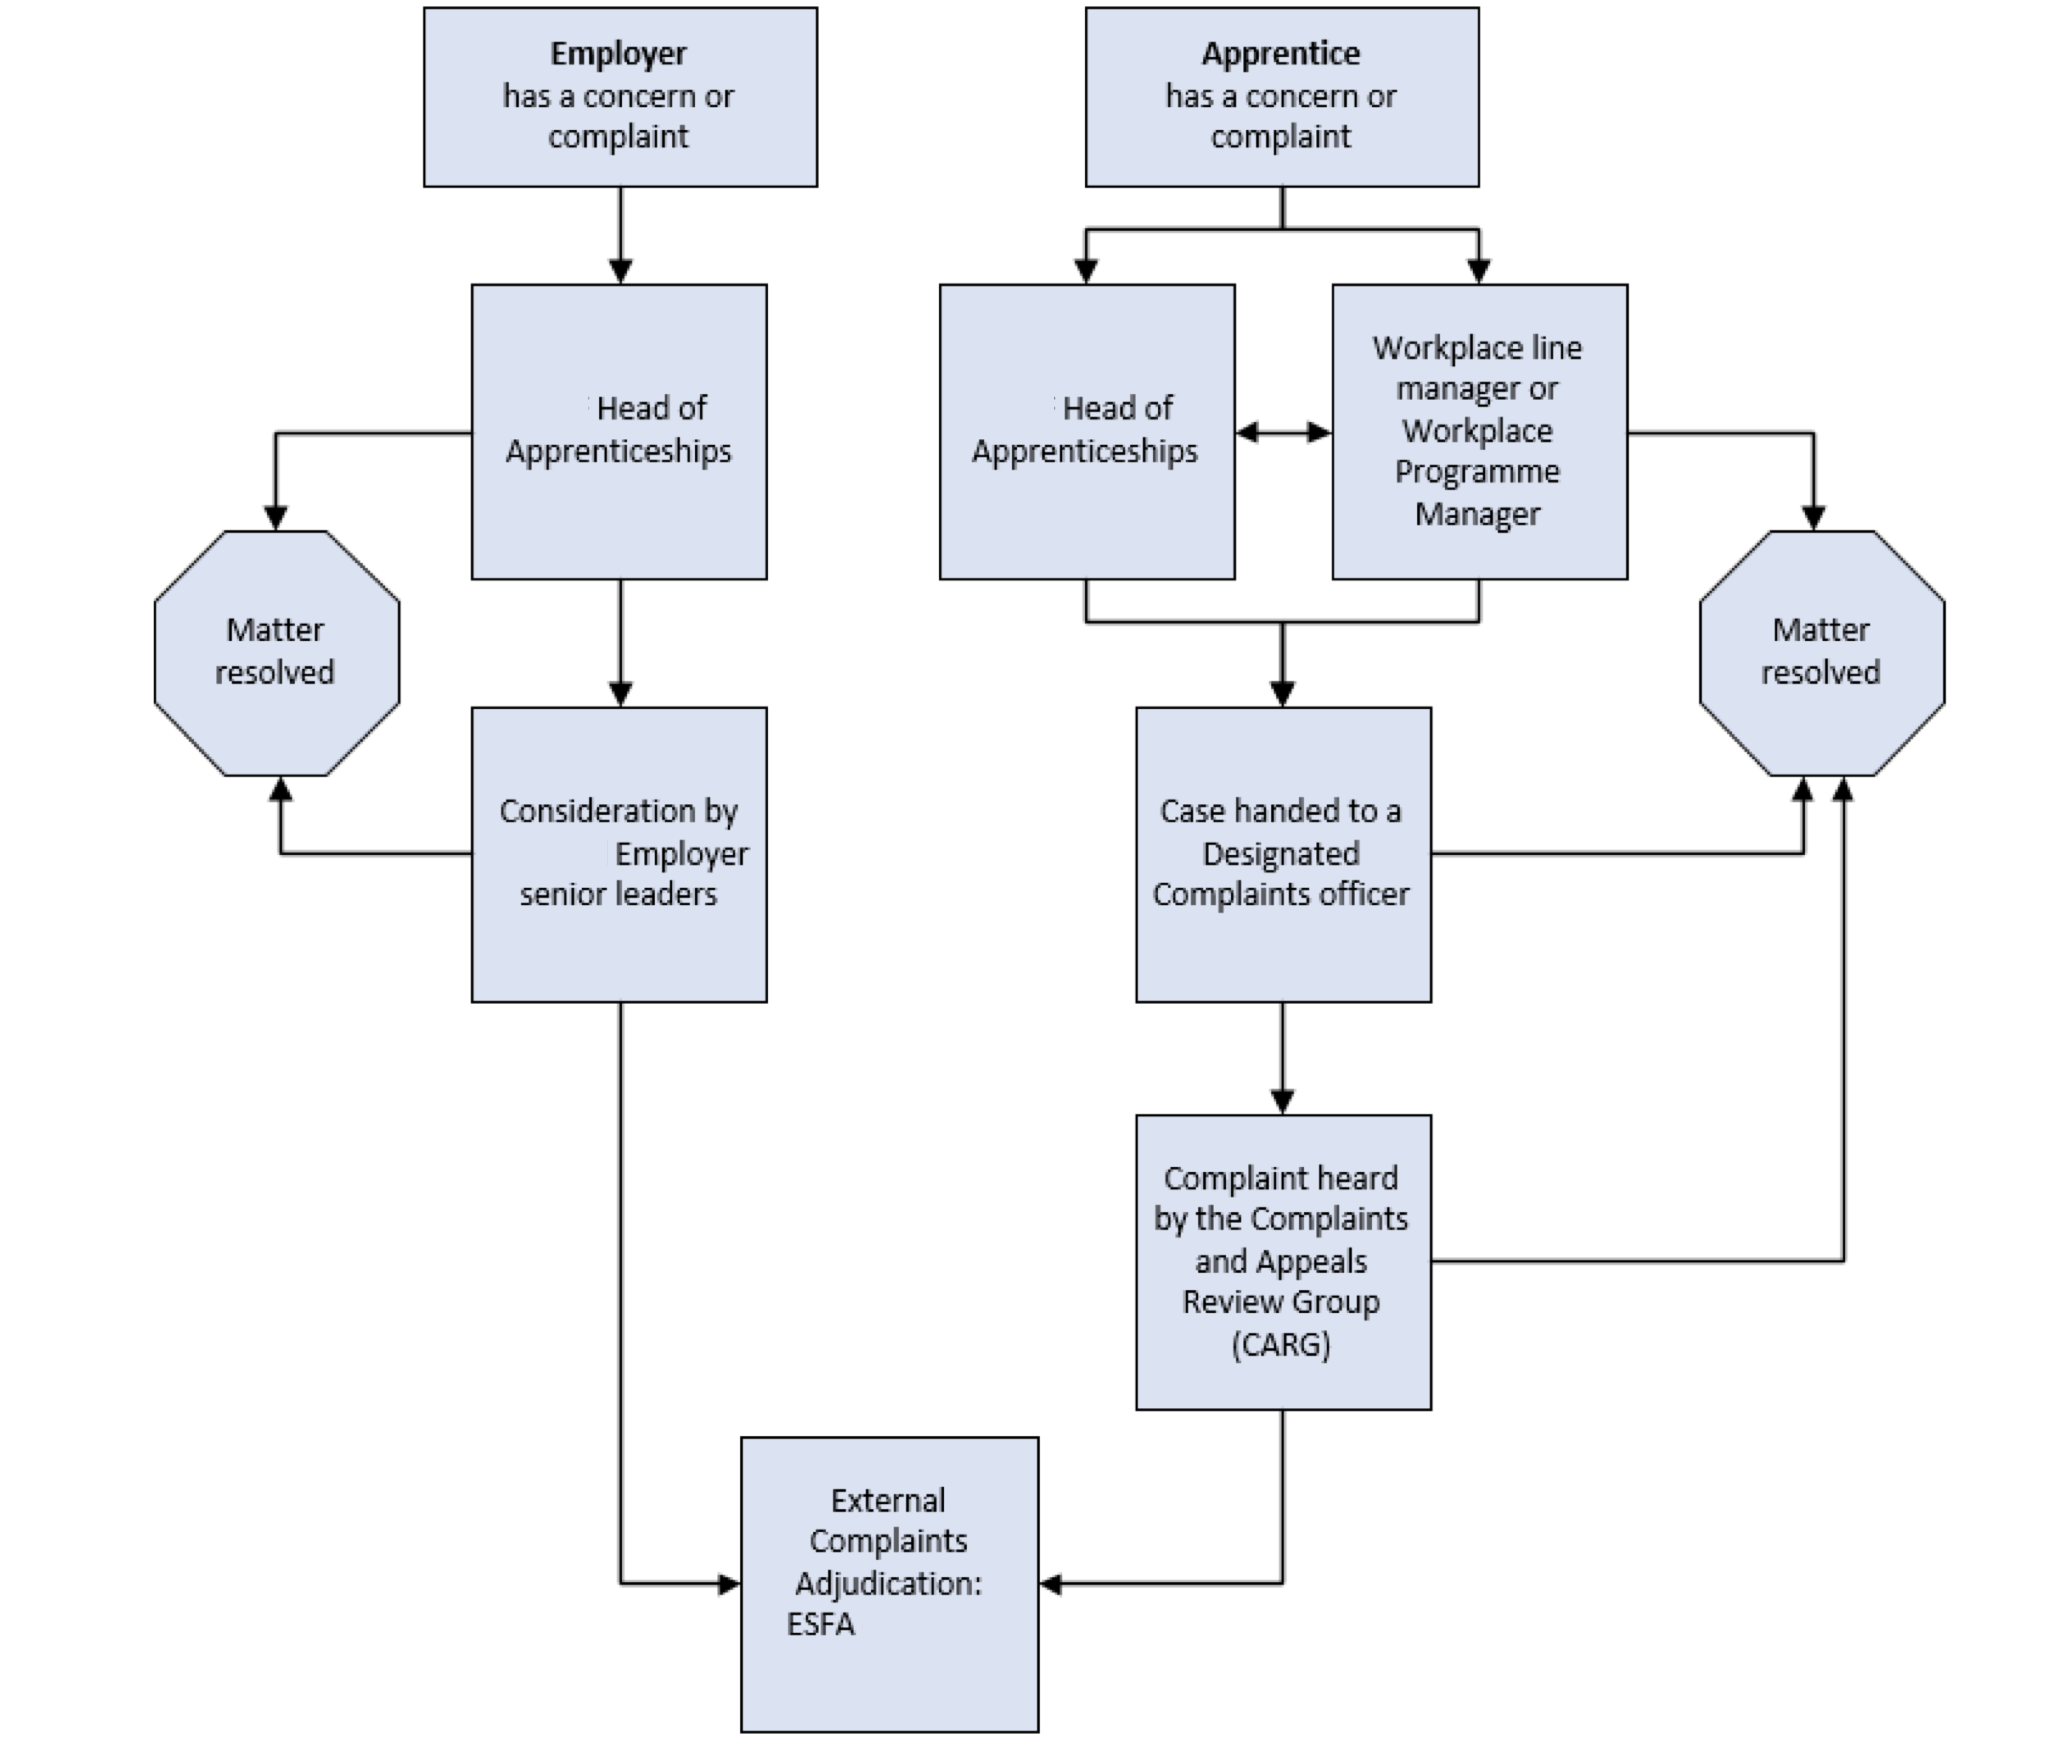 Employer
has a concern or
complaint
Apprentice
has a concern or
complaint
Head of
Apprenticeships
Head of
Apprenticeships
Workplace line
manager or
Workplace
Programme
Manager
Matter
resolved
Matter
resolved
Consideration by
Employer
senior leaders
Case handed to a
Designated
Complaints officer
Complaint heard
by the Complaints
and Appeals
Review Group
(CARG)
External
Complaints
Adjudication:
ESFA